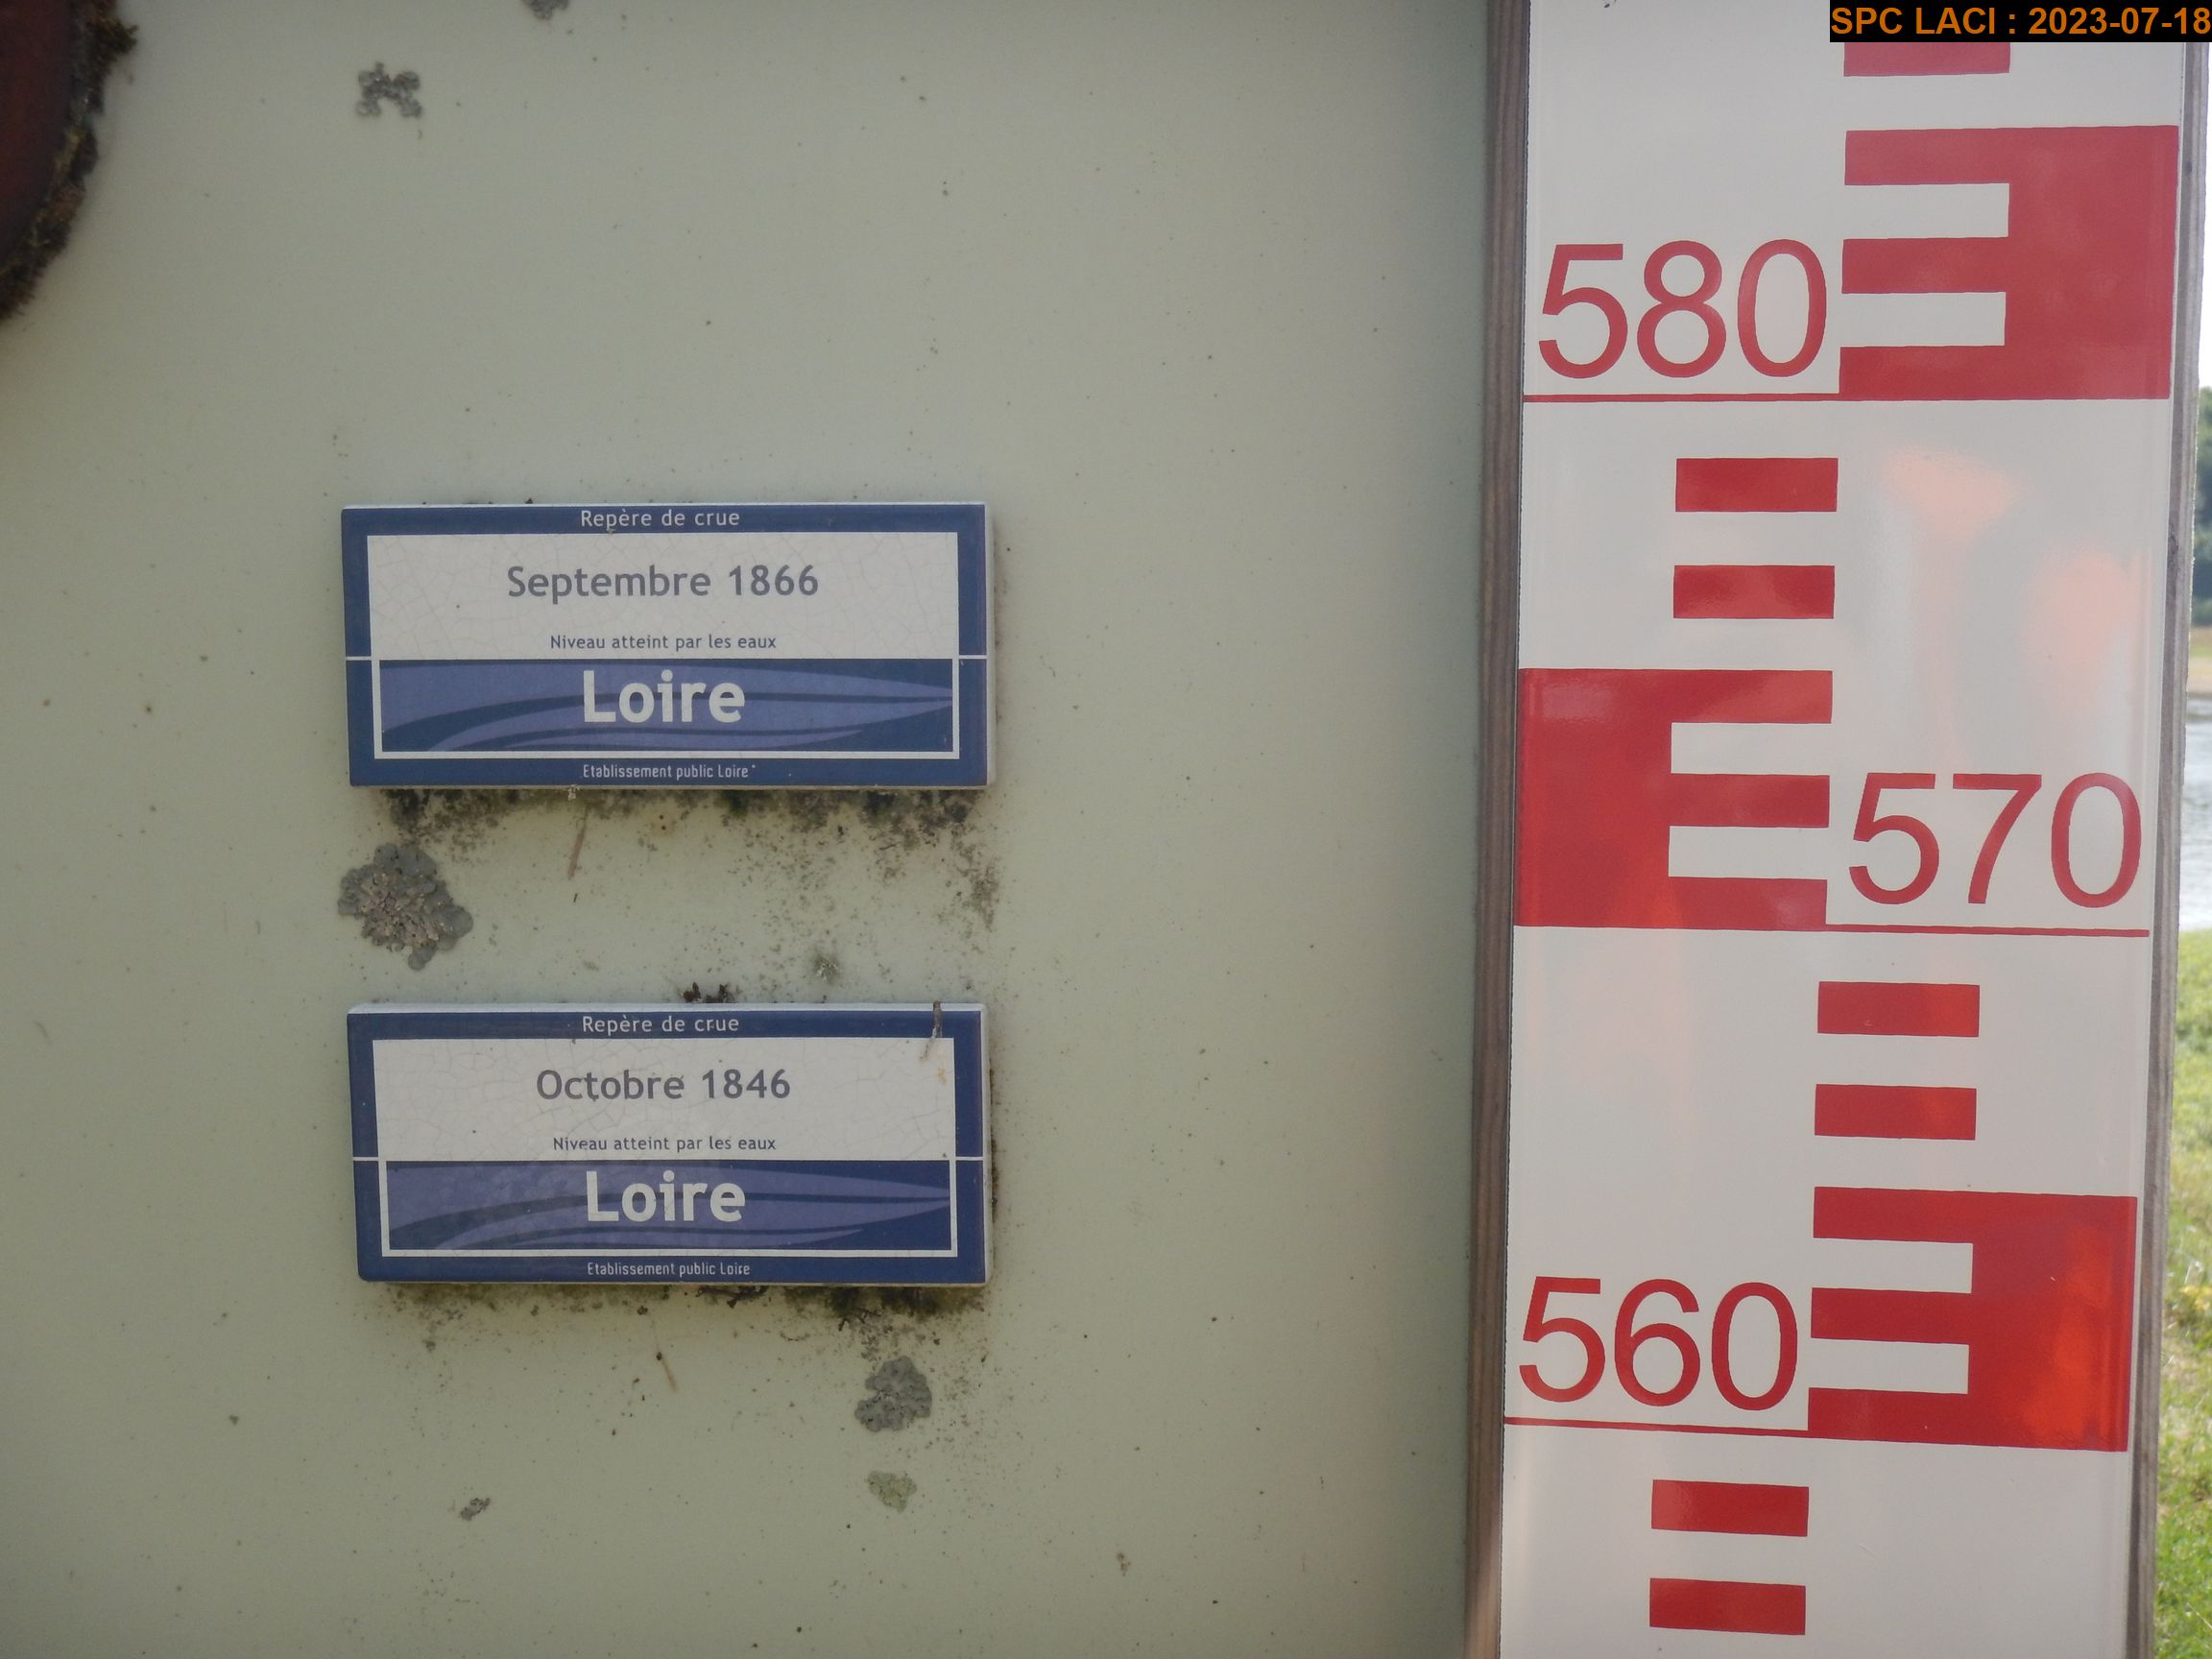 SPC LACI : 2023-07-18
580
Repère de crue
Septembre 1866
Niveau atteint par les eaux
Loire
Etablissement public Loire
570
Repère de crue
Octobre 1846
Niveau atteint par les eaux
Loire
Etablissement public Loire
560